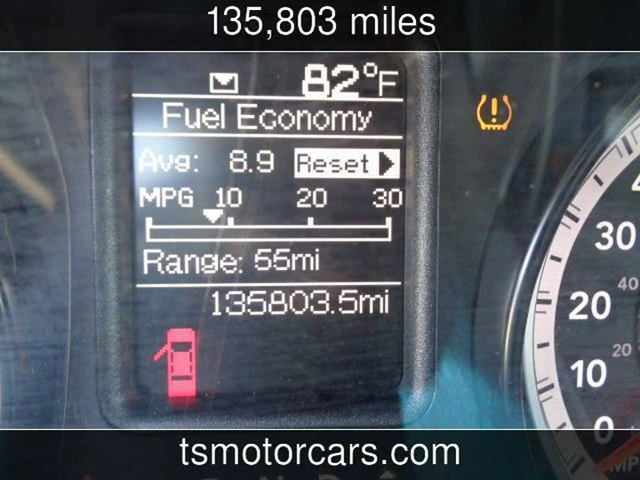 135,803 miles
82°F
Fuel Economy
Avg: 8.9 Reset
MPG 10 20 30
Range: 55mi
135803.5mi
30
40
20
20
10
0
MP
tsmotorcars.com